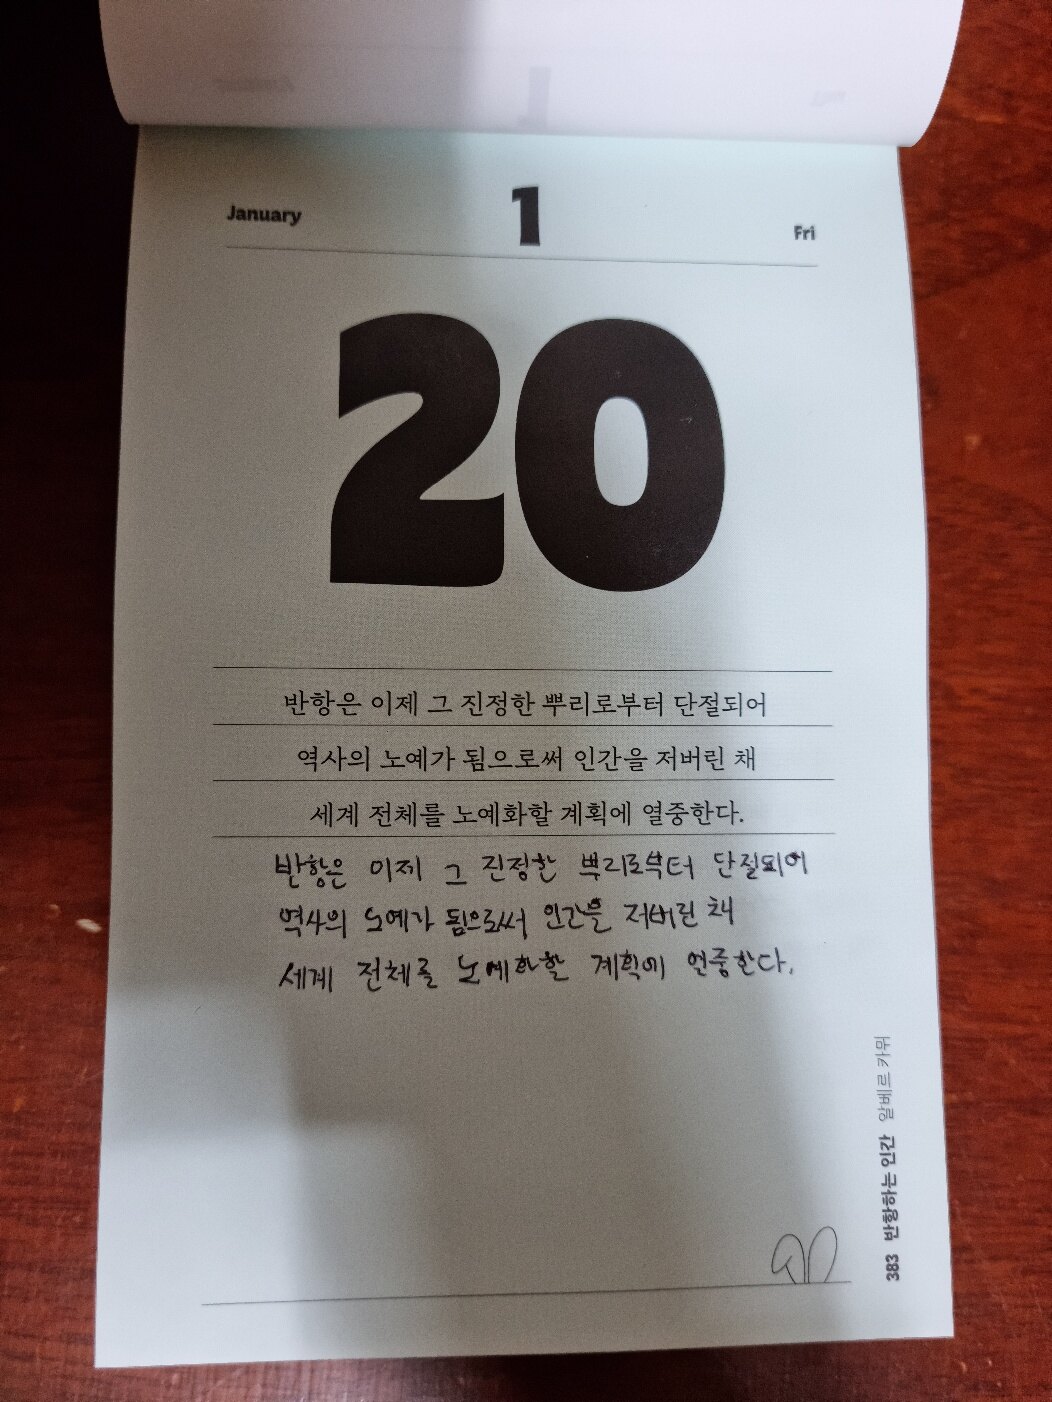 January
1
Fri
20
반항은 이제 그 진정한 뿌리로부터 단절되어
역사의 노예가 됨으로써 인간을 저버린 채
세계 전체를 노예화할 계획에 열중한다.
반항은 이제 그 진정한 뿌리로부터 단절되어
역사의 노예가 됨으로써 인간을 저버린 채
세계 전체를 노예화할 계획에 열중한다.
383 반항하는 인간 알베르 카뮈